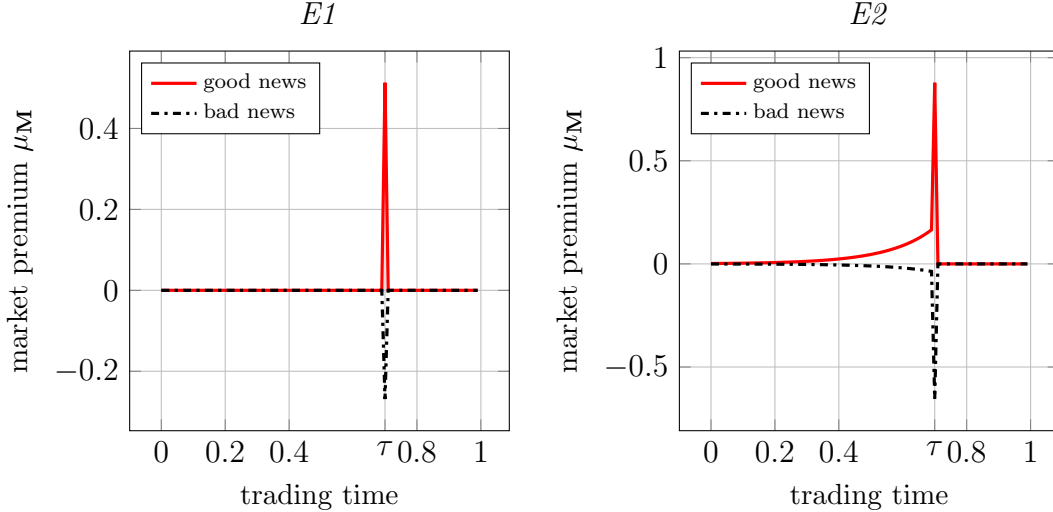 E1
good news
bad news
0.4
0.2
0
−0.2
market premium μM
0 0.2 0.4 τ 0.8 1
trading time
E2
good news
bad news
1
0.5
0
−0.5
market premium μM
0 0.2 0.4 τ 0.8 1
trading time